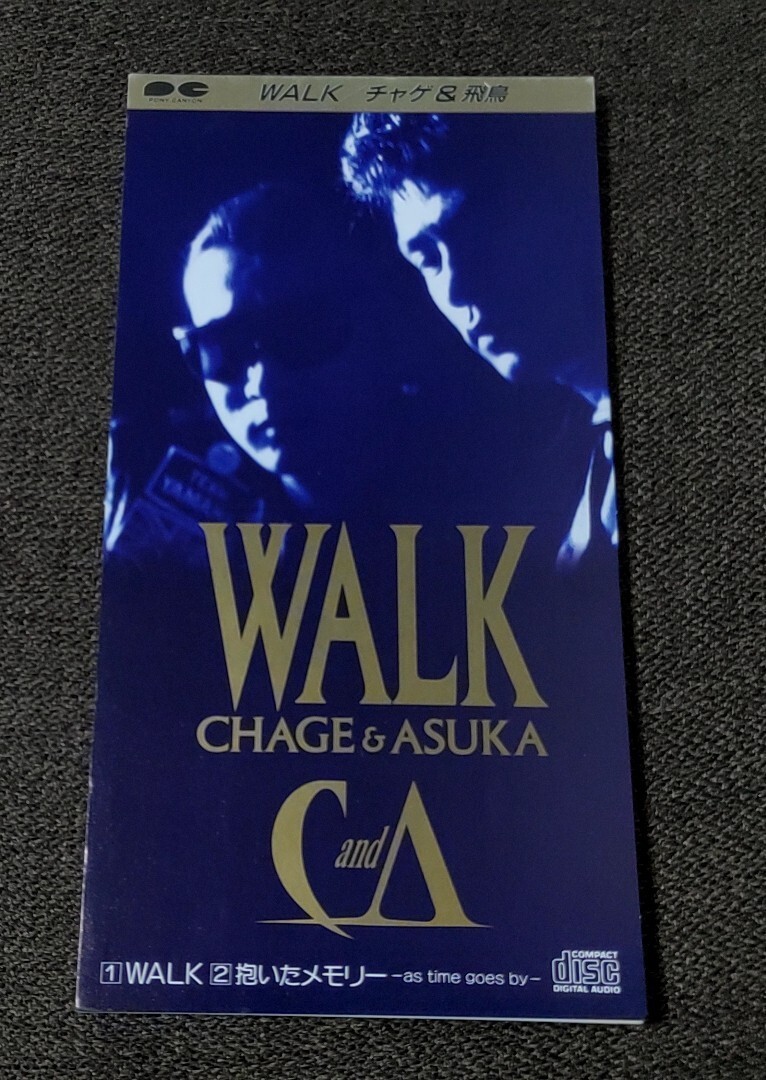 PONY CANYON
WALK チャゲ&飛鳥
WALK
CHAGE & ASUKA
C and A
1 WALK 2 抱いたメモリー -as time goes by-
COMPACT
disc
DIGITAL AUDIO